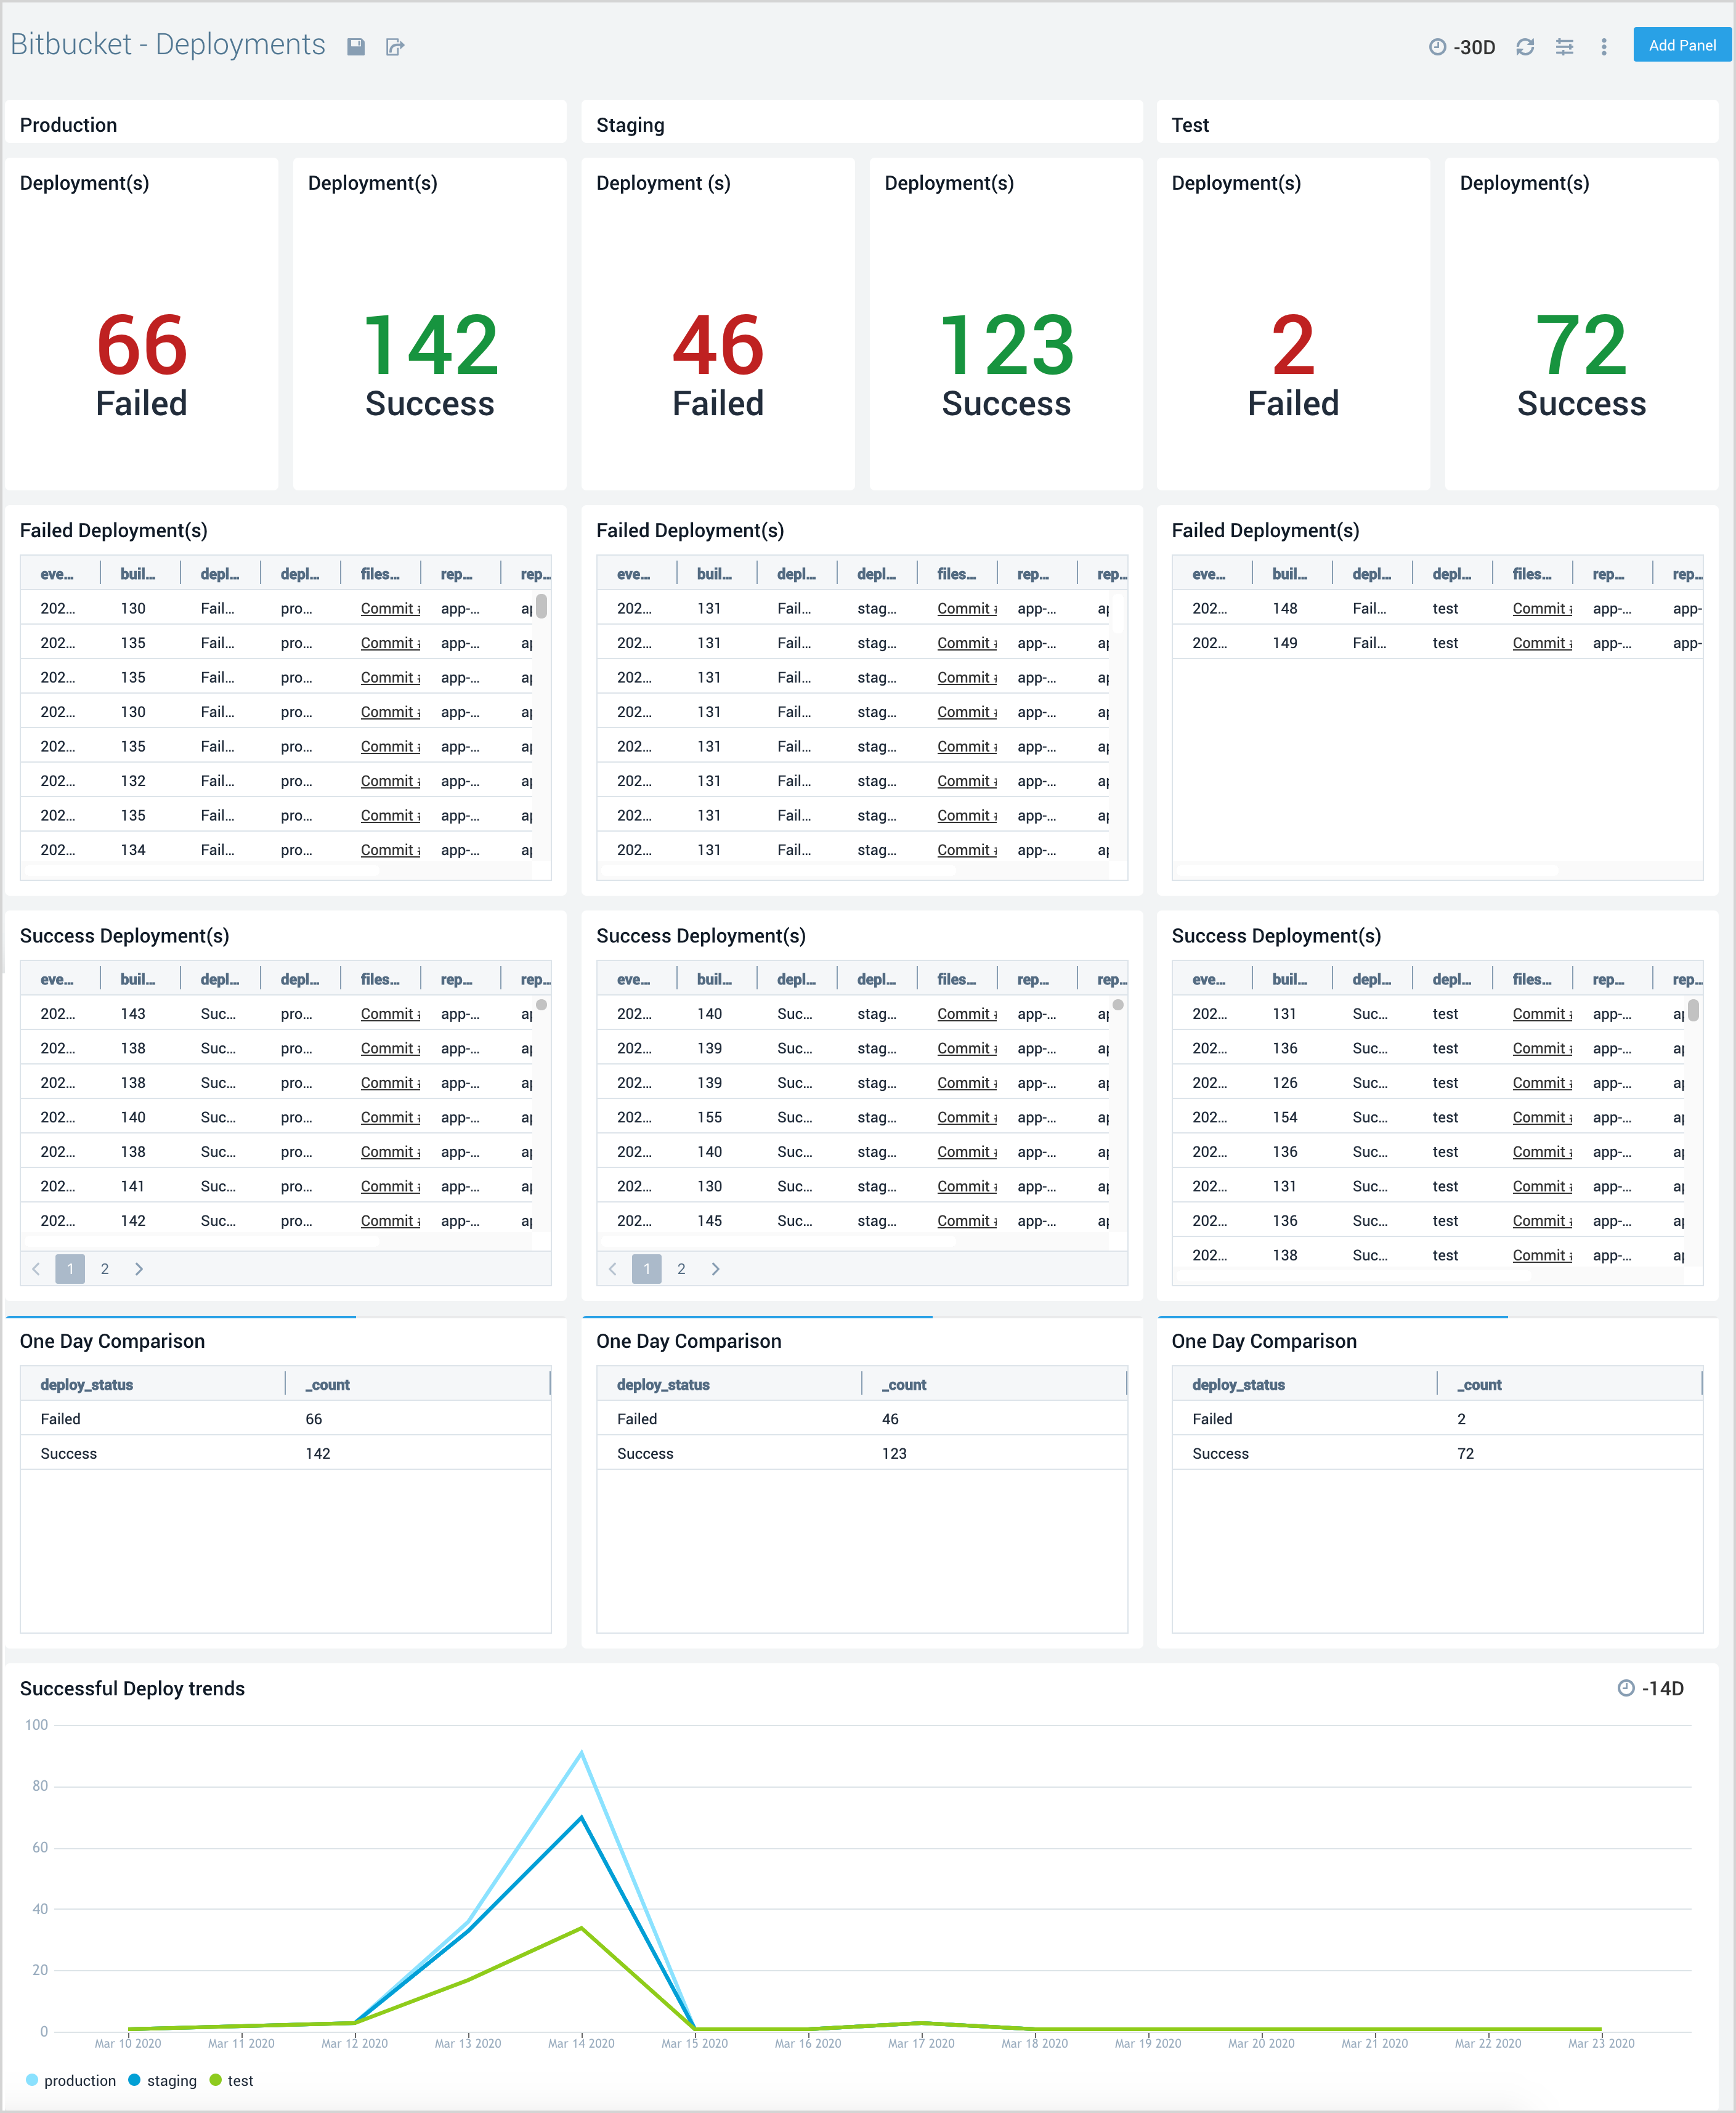 Bitbucket - Deployments
-30D
Add Panel
Production
Staging
Test
Deployment(s)
66
Failed
Deployment(s)
142
Success
Deployment (s)
46
Failed
Deployment(s)
123
Success
Deployment(s)
2
Failed
Deployment(s)
72
Success
Failed Deployment(s)
eve... buil... depl... depl... files... rep... rep...
202... 130 Fail... pro... Commit app-...
202... 135 Fail... pro... Commit app-...
202... 135 Fail... pro... Commit app-...
202... 130 Fail... pro... Commit app-...
202... 135 Fail... pro... Commit app-...
202... 132 Fail... pro... Commit app-...
202... 135 Fail... pro... Commit app-...
202... 134 Fail... pro... Commit app-...
Failed Deployment(s)
eve... buil... depl... depl... files... rep... rep...
202... 131 Fail... stag... Commit app-...
202... 131 Fail... stag... Commit app-...
202... 131 Fail... stag... Commit app-...
202... 131 Fail... stag... Commit app-...
202... 131 Fail... stag... Commit app-...
202... 131 Fail... stag... Commit app-...
202... 131 Fail... stag... Commit app-...
202... 131 Fail... stag... Commit app-...
Failed Deployment(s)
eve... buil... depl... depl... files... rep... rep...
202... 148 Fail... test Commit app-... app-
202... 149 Fail... test Commit app-... app-
Success Deployment(s)
eve... buil... depl... depl... files... rep... rep...
202... 143 Suc... pro... Commit app-...
202... 138 Suc... pro... Commit app-...
202... 138 Suc... pro... Commit app-...
202... 140 Suc... pro... Commit app-...
202... 138 Suc... pro... Commit app-...
202... 141 Suc... pro... Commit app-...
202... 142 Suc... pro... Commit app-...
1 2
Success Deployment(s)
eve... buil... depl... depl... files... rep... rep...
202... 140 Suc... stag... Commit app-...
202... 139 Suc... stag... Commit app-...
202... 139 Suc... stag... Commit app-...
202... 155 Suc... stag... Commit app-...
202... 140 Suc... stag... Commit app-...
202... 130 Suc... stag... Commit app-...
202... 145 Suc... stag... Commit app-...
1 2
Success Deployment(s)
eve... buil... depl... depl... files... rep... rep...
202... 131 Suc... test Commit app-...
202... 136 Suc... test Commit app-...
202... 126 Suc... test Commit app-...
202... 154 Suc... test Commit app-...
202... 136 Suc... test Commit app-...
202... 131 Suc... test Commit app-...
202... 136 Suc... test Commit app-...
202... 138 Suc... test Commit app-...
One Day Comparison
deploy_status _count
Failed 66
Success 142
One Day Comparison
deploy_status _count
Failed 46
Success 123
One Day Comparison
deploy_status _count
Failed 2
Success 72
Successful Deploy trends
-14D
100
80
60
40
20
0
Mar 10 2020 Mar 11 2020 Mar 12 2020 Mar 13 2020 Mar 14 2020 Mar 15 2020 Mar 16 2020 Mar 17 2020 Mar 18 2020 Mar 19 2020 Mar 20 2020 Mar 21 2020 Mar 22 2020 Mar 23 2020
production staging test